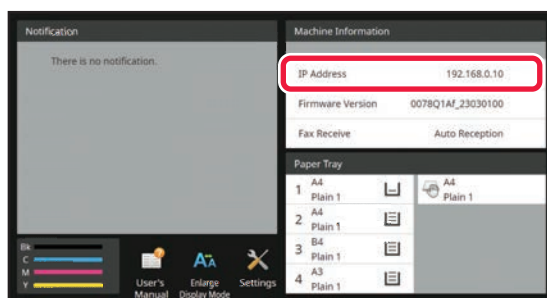 Notification
There is no notification.
Machine Information
IP Address 192.168.0.10
Firmware Version 0078Q1Af_23030100
Fax Receive Auto Reception
Paper Tray
1 A4
Plain 1
A4
Plain 1
2 A4
Plain 1
3 B4
Plain 1
4 A3
Plain 1
Bk
C
M
Y
User's
Manual
AA
Enlarge
Display Mode
Settings